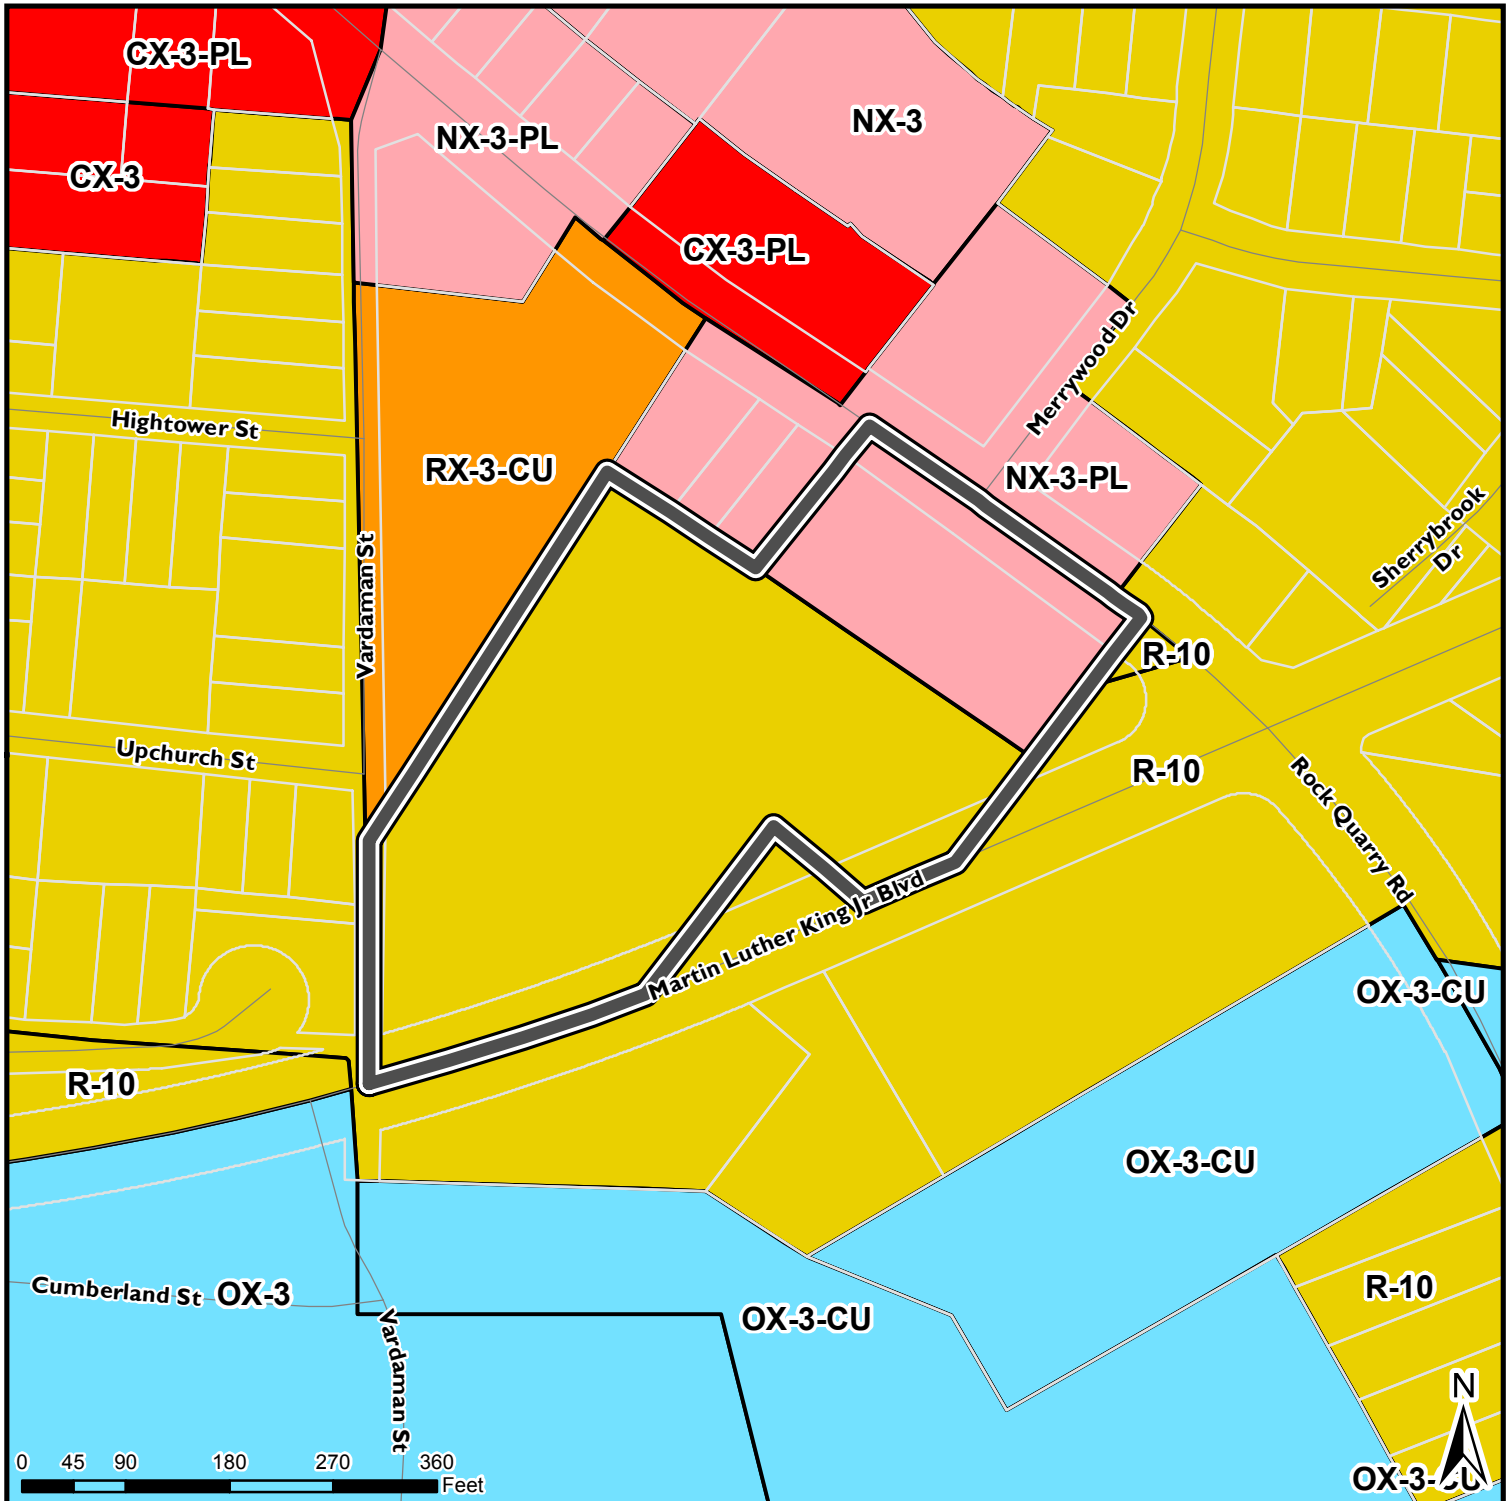 CX-3-PL
NX-3
NX-3-PL
CX-3
CX-3-PL
Merrywood Dr
Hightower St
RX-3-CU
NX-3-PL
Sherrybrook
Dr
Vardaman St
R-10
Upchurch St
R-10
Rock Quarry Rd
Martin Luther King Jr Blvd
OX-3-CU
R-10
OX-3-CU
Cumberland St
OX-3
R-10
OX-3-CU
Vardaman St
N
0 45 90 180 270 360
Feet
OX-3-CU